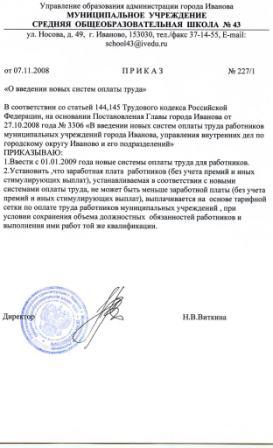 Управление образования администрации города Иванова
МУНИЦИПАЛЬНОЕ УЧРЕЖДЕНИЕ
СРЕДНЯЯ ОБЩЕОБРАЗОВАТЕЛЬНАЯ ШКОЛА № 43
ул. Носова, д. 49, г. Иваново, 153030, тел./факс 37-14-55, E-mail:
school43@ivedu.ru
от 07.11.2008 П Р И К А З № 227/1
«О введении новых систем оплаты труда»
В соответствии со статьей 144,145 Трудового кодекса Российской
Федерации, на основании Постановления Главы города Иванова от
27.10.2008 года № 3306 «В введении новых систем оплаты труда работников
муниципальных учреждений города Иванова, управления внутренних дел по
городскому округу Иваново и его подразделений»
ПРИКАЗЫВАЮ:
1.Ввести с 01.01.2009 года новые системы оплаты труда для работников.
2.Установить ,что заработная плата работников (без учета премий и иных
стимулирующих выплат), устанавливаемая в соответствии с новыми
системами оплаты труда, не может быть меньше заработной платы (без учета
премий и иных стимулирующих выплат), выплачивается на основе тарифной
сетки по оплате труда работников муниципальных учреждений , при
условии сохранения объема должностных обязанностей работников и
выполнения ими работ той же квалификации.
Директор Н.В.Виткина